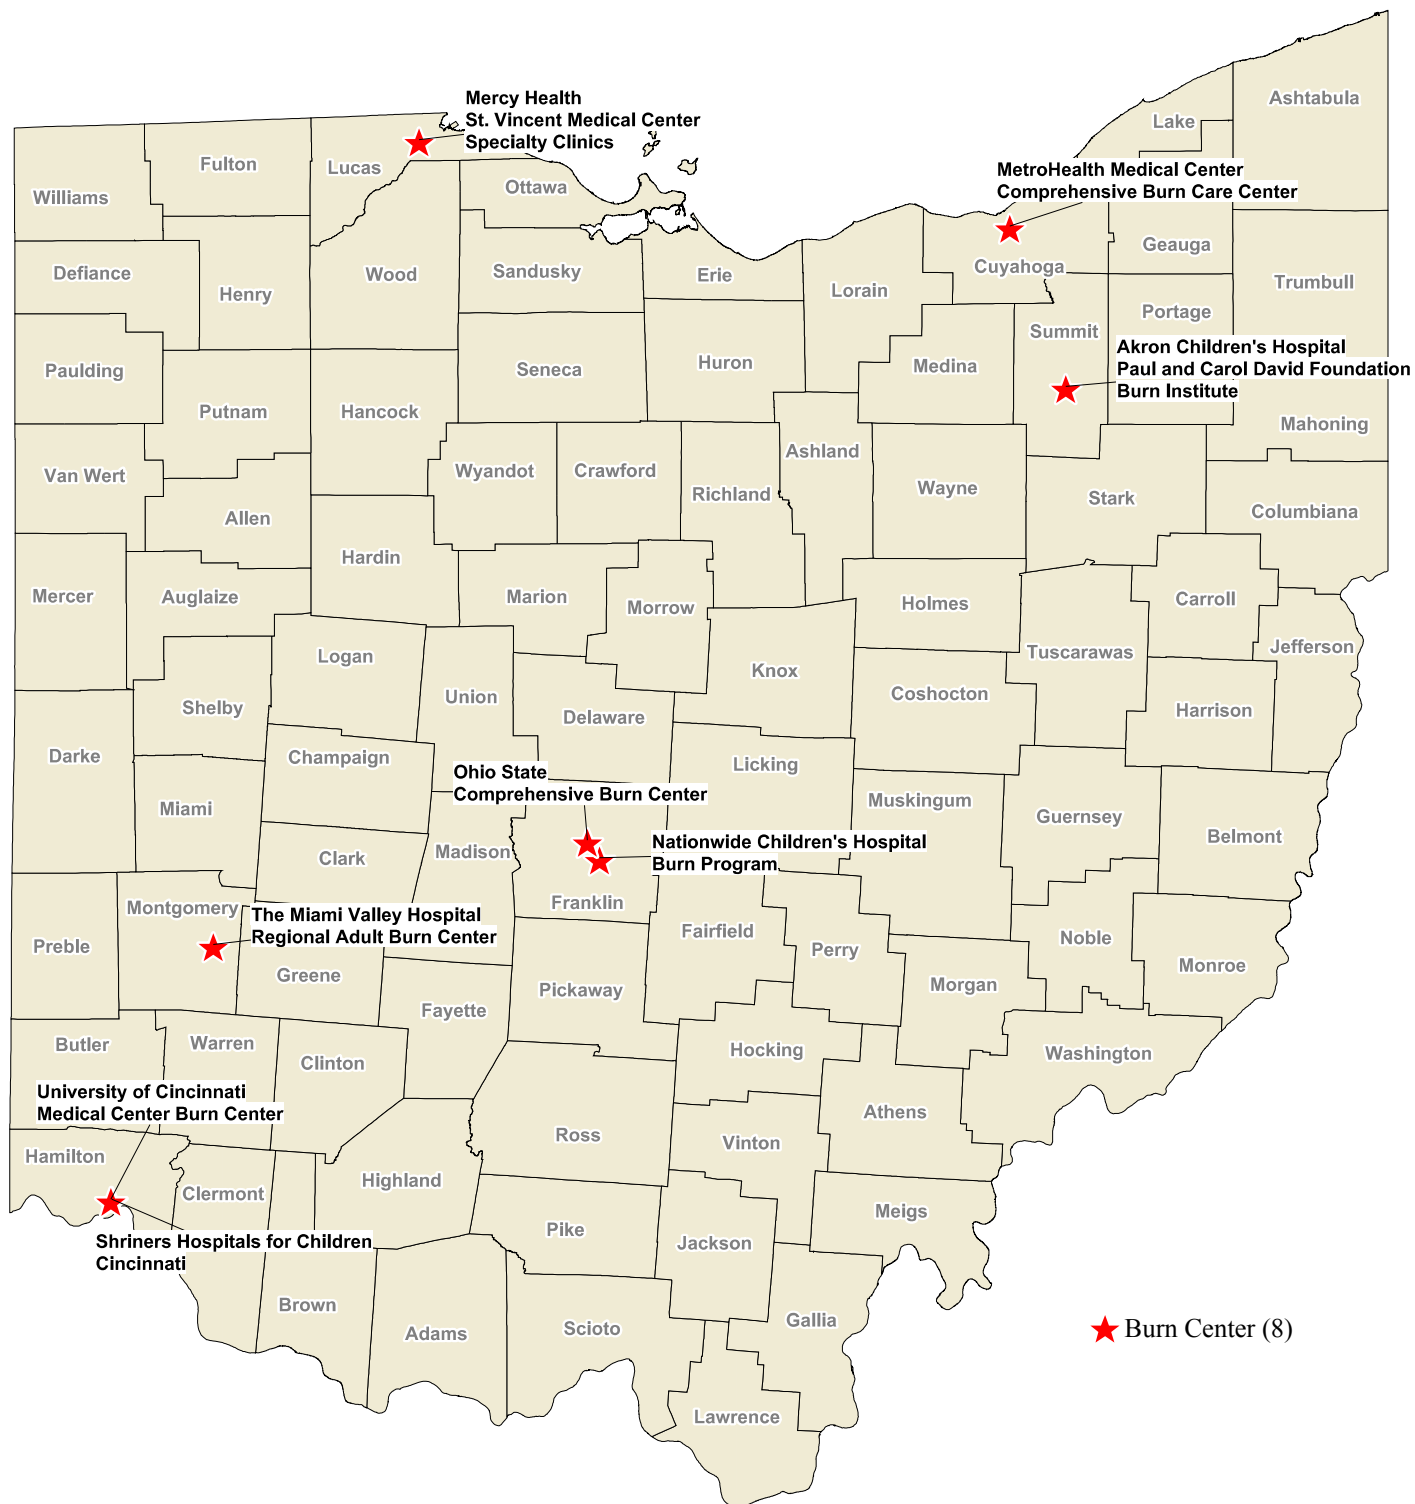 Mercy Health
St. Vincent Medical Center
Specialty Clinics
Ashtabula
Lake
Fulton
Lucas
Williams
Ottawa
MetroHealth Medical Center
Comprehensive Burn Care Center
Geauga
Defiance
Henry
Wood
Sandusky
Erie
Lorain
Cuyahoga
Trumbull
Portage
Summit
Akron Children's Hospital
Paul and Carol David Foundation
Burn Institute
Paulding
Seneca
Huron
Medina
Putnam
Hancock
Mahoning
Ashland
Van Wert
Wyandot
Crawford
Richland
Wayne
Stark
Columbiana
Allen
Hardin
Mercer
Auglaize
Marion
Morrow
Holmes
Carroll
Jefferson
Tuscarawas
Logan
Knox
Coshocton
Union
Shelby
Delaware
Harrison
Darke
Champaign
Licking
Ohio State
Comprehensive Burn Center
Miami
Muskingum
Guernsey
Belmont
Clark
Madison
Nationwide Children's Hospital
Burn Program
Franklin
Montgomery
The Miami Valley Hospital
Regional Adult Burn Center
Preble
Greene
Fairfield
Perry
Noble
Monroe
Pickaway
Morgan
Fayette
Butler
Warren
Clinton
Hocking
Washington
University of Cincinnati
Medical Center Burn Center
Athens
Ross
Vinton
Hamilton
Clermont
Highland
Meigs
Pike
Jackson
Shriners Hospitals for Children
Cincinnati
Brown
Adams
Scioto
Gallia
Burn Center (8)
Lawrence